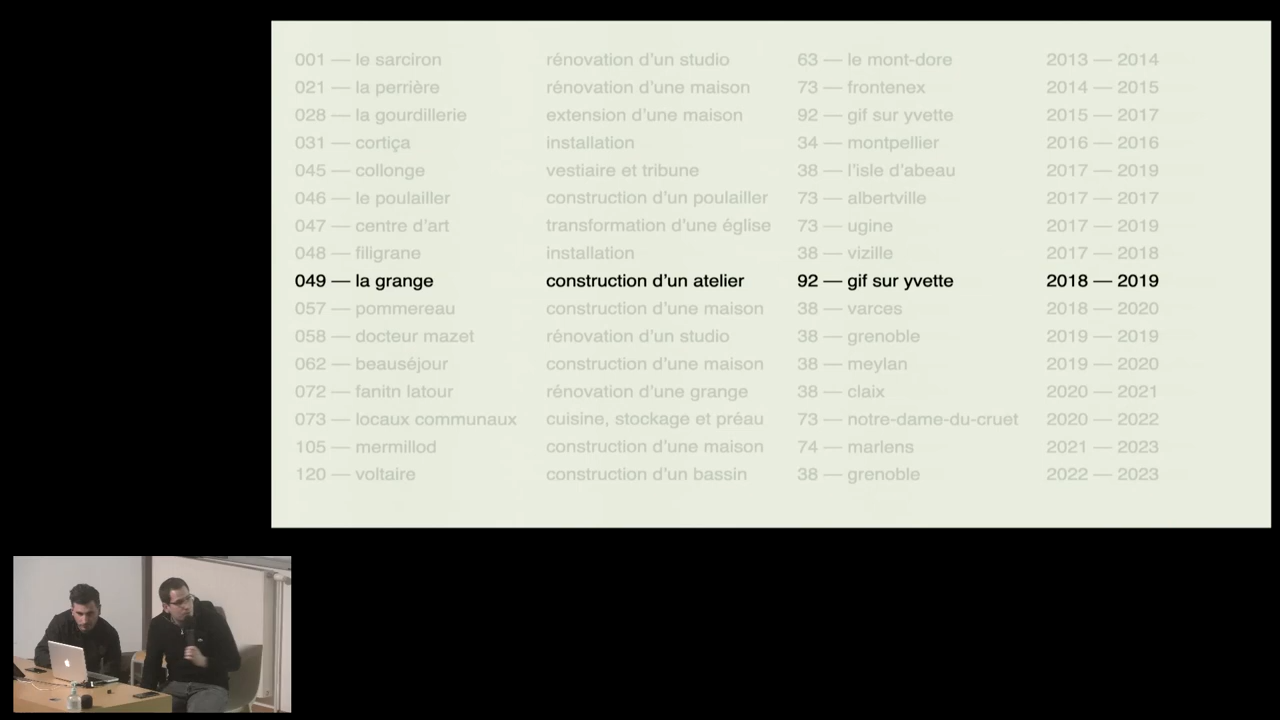 001 — le sarciron rénovation d'un studio 63 — le mont-dore 2013 — 2014
021 — la perrière rénovation d'une maison 73 — frontenex 2014 — 2015
028 — la gourdillerie extension d'une maison 92 — gif sur yvette 2015 — 2017
031 — cortiça installation 34 — montpellier 2016 — 2016
045 — collonge vestiaire et tribune 38 — l'isle d'abeau 2017 — 2019
046 — le poulailler construction d'un poulailler 73 — albertville 2017 — 2017
047 — centre d'art transformation d'une église 73 — ugine 2017 — 2019
048 — filigrane installation 38 — vizille 2017 — 2018
049 — la grange construction d'un atelier 92 — gif sur yvette 2018 — 2019
057 — pommereau construction d'une maison 38 — varces 2018 — 2020
058 — docteur mazet rénovation d'un studio 38 — grenoble 2019 — 2019
062 — beauséjour construction d'une maison 38 — meylan 2019 — 2020
072 — fanitn latour rénovation d'une grange 38 — claix 2020 — 2021
073 — locaux communaux cuisine, stockage et préau 73 — notre-dame-du-cruet 2020 — 2022
105 — mermillod construction d'une maison 74 — marlens 2021 — 2023
120 — voltaire construction d'un bassin 38 — grenoble 2022 — 2023